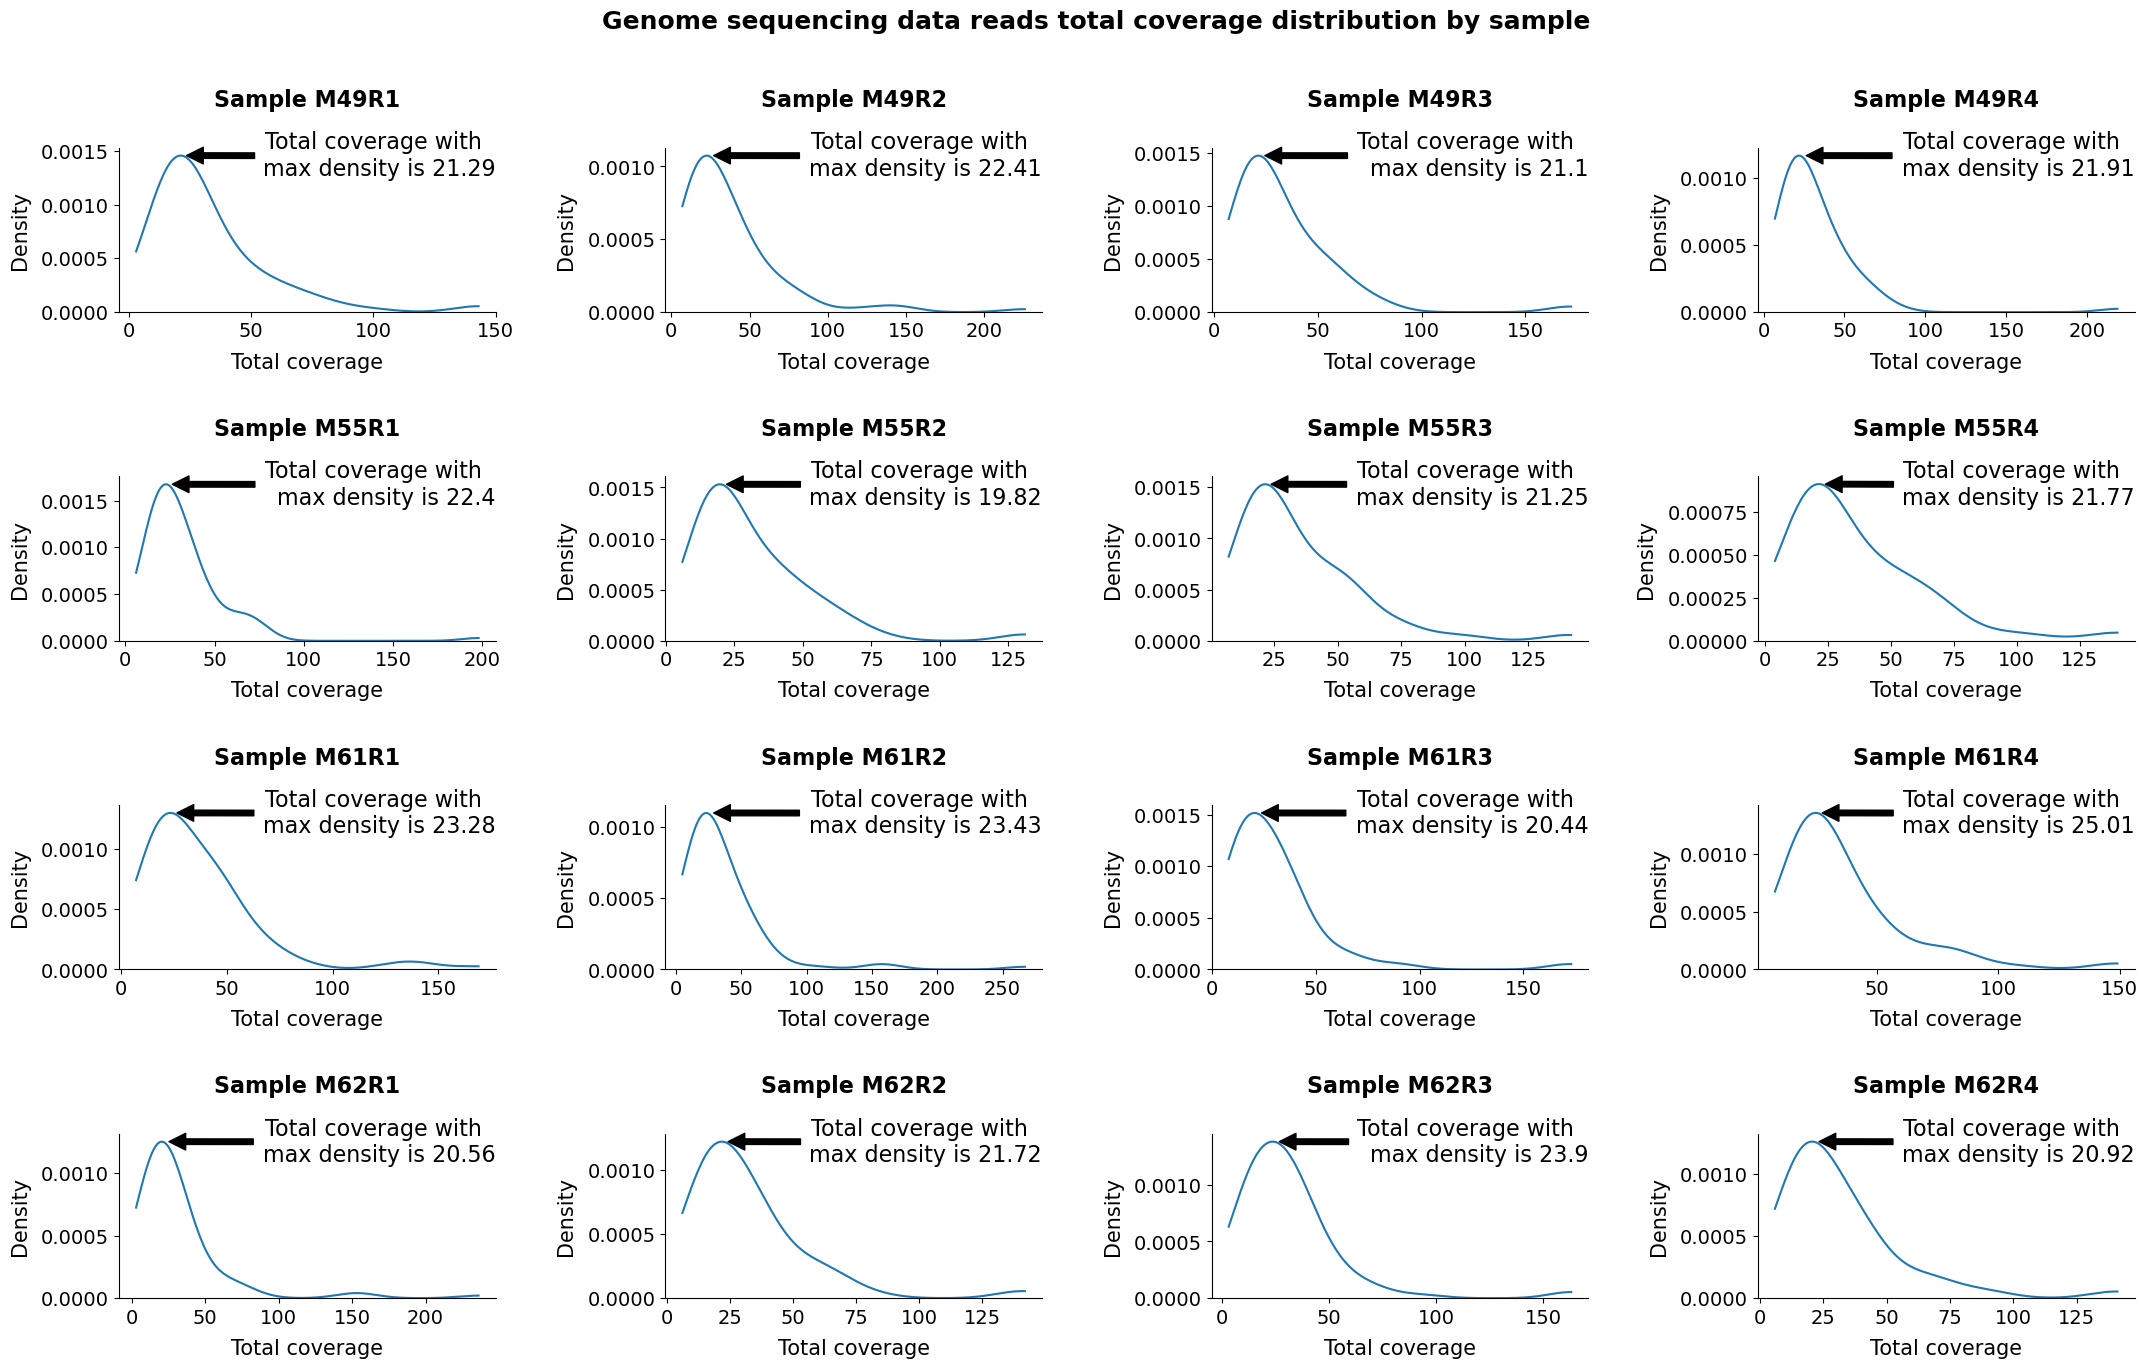 Genome sequencing data reads total coverage distribution by sample
Sample M49R1
Total coverage with
max density is 21.29
Density
0.0015
0.0010
0.0005
0.0000
0 50 100 150
Total coverage
Sample M49R2
Total coverage with
max density is 22.41
Density
0.0010
0.0005
0.0000
0 50 100 150 200
Total coverage
Sample M49R3
Total coverage with
max density is 21.1
Density
0.0015
0.0010
0.0005
0.0000
0 50 100 150
Total coverage
Sample M49R4
Total coverage with
max density is 21.91
Density
0.0010
0.0005
0.0000
0 50 100 150 200
Total coverage
Sample M55R1
Total coverage with
max density is 22.4
Density
0.0015
0.0010
0.0005
0.0000
0 50 100 150 200
Total coverage
Sample M55R2
Total coverage with
max density is 19.82
Density
0.0015
0.0010
0.0005
0.0000
0 25 50 75 100 125
Total coverage
Sample M55R3
Total coverage with
max density is 21.25
Density
0.0015
0.0010
0.0005
0.0000
25 50 75 100 125
Total coverage
Sample M55R4
Total coverage with
max density is 21.77
Density
0.00075
0.00050
0.00025
0.00000
0 25 50 75 100 125
Total coverage
Sample M61R1
Total coverage with
max density is 23.28
Density
0.0010
0.0005
0.0000
0 50 100 150
Total coverage
Sample M61R2
Total coverage with
max density is 23.43
Density
0.0010
0.0005
0.0000
0 50 100 150 200 250
Total coverage
Sample M61R3
Total coverage with
max density is 20.44
Density
0.0015
0.0010
0.0005
0.0000
0 50 100 150
Total coverage
Sample M61R4
Total coverage with
max density is 25.01
Density
0.0010
0.0005
0.0000
50 100 150
Total coverage
Sample M62R1
Total coverage with
max density is 20.56
Density
0.0010
0.0005
0.0000
0 50 100 150 200
Total coverage
Sample M62R2
Total coverage with
max density is 21.72
Density
0.0010
0.0005
0.0000
0 25 50 75 100 125
Total coverage
Sample M62R3
Total coverage with
max density is 23.9
Density
0.0010
0.0005
0.0000
0 50 100 150
Total coverage
Sample M62R4
Total coverage with
max density is 20.92
Density
0.0010
0.0005
0.0000
0 25 50 75 100 125
Total coverage